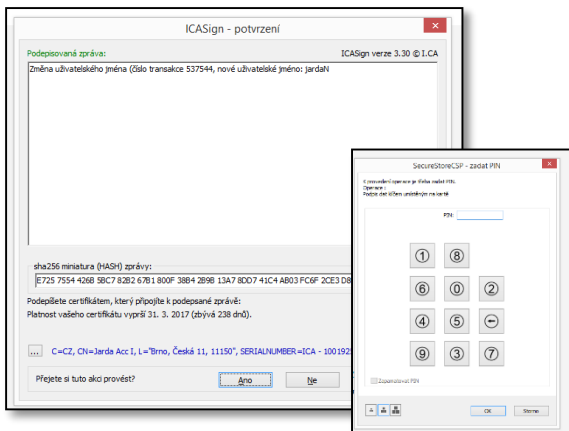 ICASign - potvrzení
Podepisovaná zpráva:
ICASign verze 3.30 © I.CA
Změna uživatelského jména (číslo transakce 537544, nové uživatelské jméno: jardaN
sha256 miniatura (HASH) zprávy:
E725 7554 426B 5BC7 82B2 67B1 800F 38B4 2B9B 13A7 8DD7 41C4 AB03 FC6F 2CE3 D8
Podepíšete certifikátem, který připojíte k podepsané zprávě:
Platnost vašeho certifikátu vyprší 31. 3. 2017 (zbývá 238 dnů).
... C=CZ, CN=Jarda Acc I, L="Brno, Česká 11, 11150", SERIALNUMBER=ICA - 100192
Přejete si tuto akci provést?
Ano
Ne
SecureStoreCSP - zadat PIN
K provedení operace je třeba zadat PIN.
Operace :
Podpis dat klíčem umístěným na kartě
PIN:
1 8
6 0 2
4 5
9 3 7
Zapamatovat PIN
OK
Storno